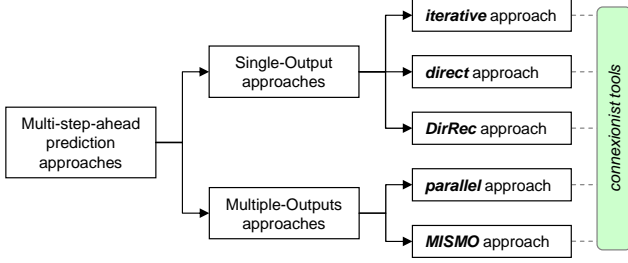 Multi-step-ahead
prediction
approaches
Single-Output
approaches
Multiple-Outputs
approaches
iterative approach
direct approach
DirRec approach
parallel approach
MISMO approach
connexionist tools